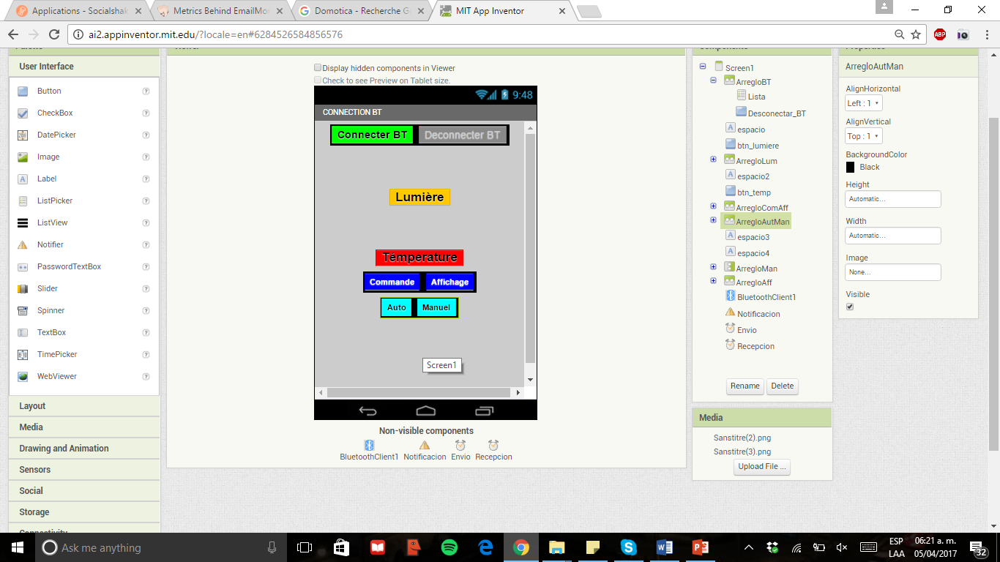 Applications - Socialshak
Metrics Behind EmailMon
Domotica - Recherche G
MIT App Inventor
ai2.appinventor.mit.edu/?locale=en#6284526584856576
ABP
User Interface
Button
CheckBox
DatePicker
Image
Label
ListPicker
ListView
Notifier
PasswordTextBox
Slider
Spinner
TextBox
TimePicker
WebViewer
Layout
Media
Drawing and Animation
Sensors
Social
Storage
Connectivity
Display hidden components in Viewer
Check to see Preview on Tablet size.
9:48
CONNECTION BT
Connecter BT
Deconnecter BT
Lumière
Témperature
Commande
Affichage
Auto
Manuel
Screen1
Non-visible components
BluetoothClient1
Notificacion
Envio
Recepcion
Components
Screen1
ArregloBT
Lista
Desconectar_BT
espacio
btn_lumiere
ArregloLum
espacio2
btn_temp
ArregloComAff
ArregloAutMan
espacio3
espacio4
ArregloMan
ArregloAff
BluetoothClient1
Notificacion
Envio
Recepcion
Rename
Delete
Media
Sanstitre(2).png
Sanstitre(3).png
Upload File ...
Properties
ArregloAutMan
AlignHorizontal
Left : 1
AlignVertical
Top : 1
BackgroundColor
Black
Height
Automatic...
Width
Automatic...
Image
None...
Visible
Ask me anything
ESP
LAA
06:21 a. m.
05/04/2017
32